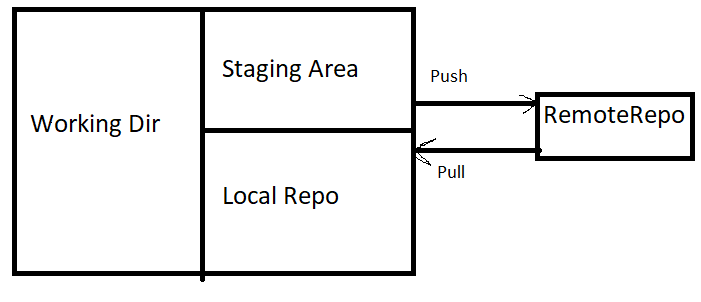 Staging Area
Push
RemoteRepo
Working Dir
Pull
Local Repo